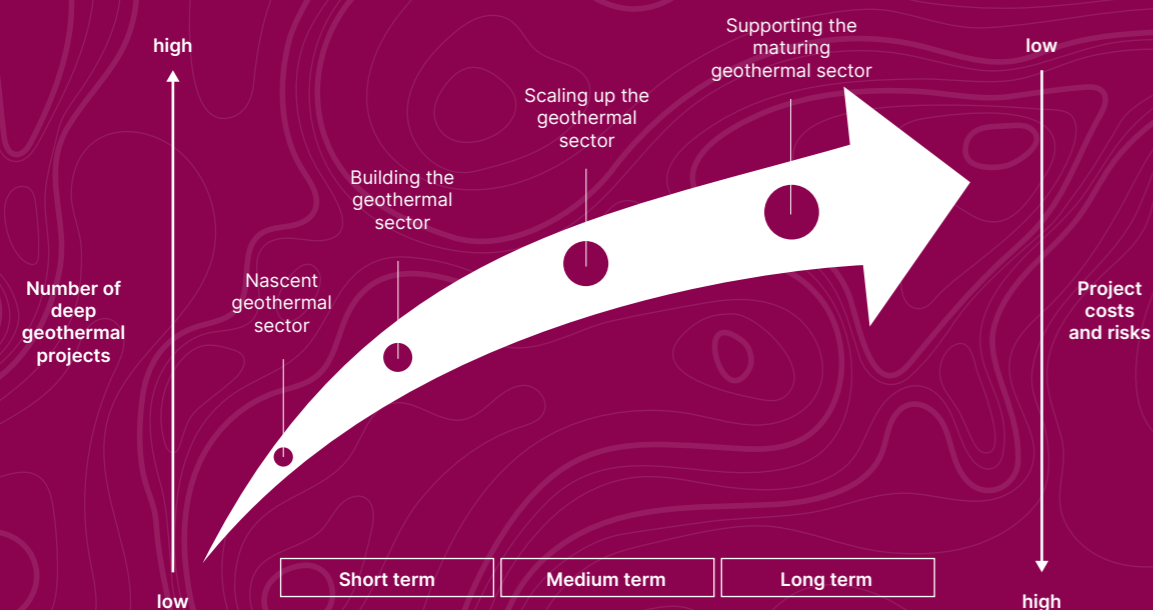 high
low
Supporting the
maturing
geothermal sector
Scaling up the
geothermal
sector
Building the
geothermal
sector
Nascent
geothermal
sector
Number of
deep
geothermal
projects
Project
costs
and risks
Short term
Medium term
Long term
low
high